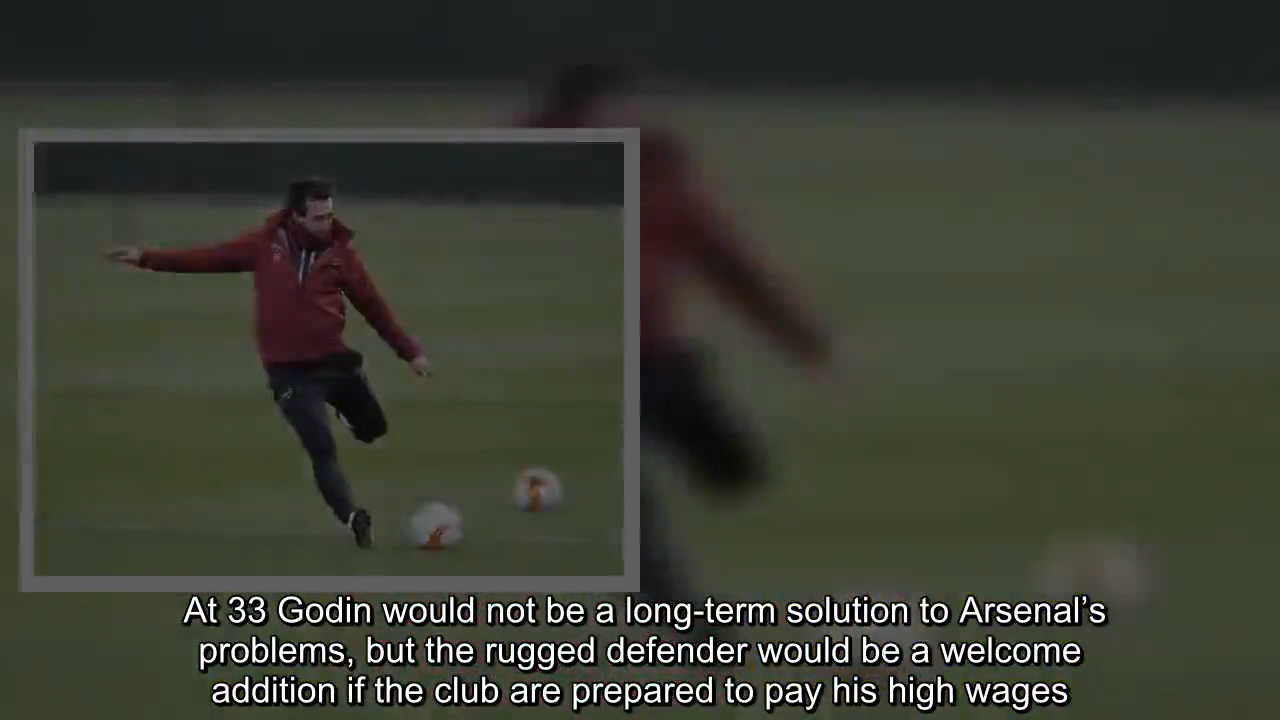 At 33 Godin would not be a long-term solution to Arsenal’s
problems, but the rugged defender would be a welcome
addition if the club are prepared to pay his high wages